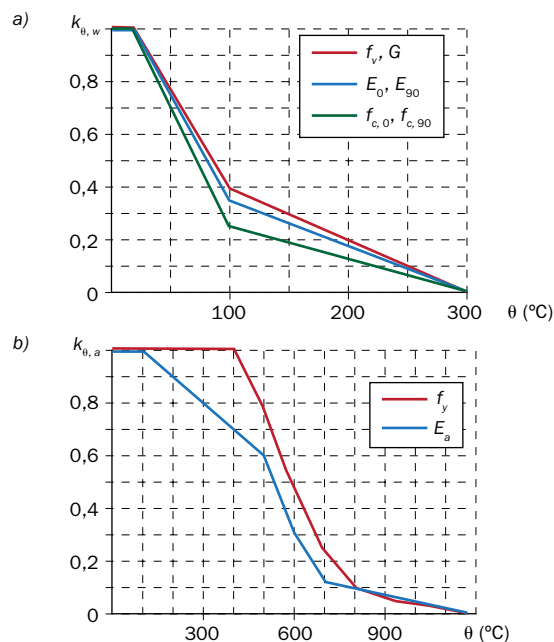 a)
k_θ, w
f_v, G
E_0, E_90
f_c, 0, f_c, 90
0,8
0,6
0,4
0,2
0
100
200
300
θ (ºC)
b)
k_θ, a
f_y
E_a
0,8
0,6
0,4
0,2
0
300
600
900
θ (ºC)